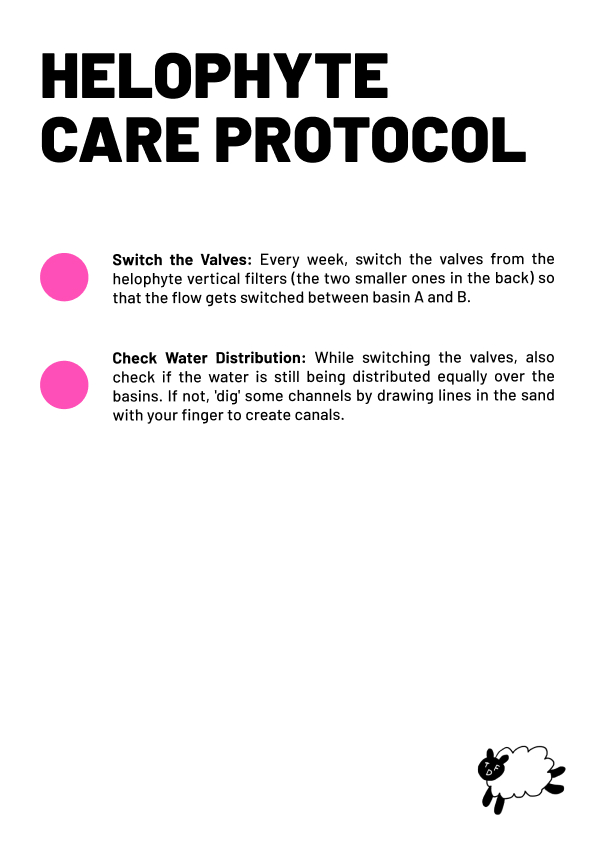 HELOPHYTE
CARE PROTOCOL
Switch the Valves: Every week, switch the valves from the
helophyte vertical filters (the two smaller ones in the back) so
that the flow gets switched between basin A and B.
Check Water Distribution: While switching the valves, also
check if the water is still being distributed equally over the
basins. If not, 'dig' some channels by drawing lines in the sand
with your finger to create canals.
T F
D